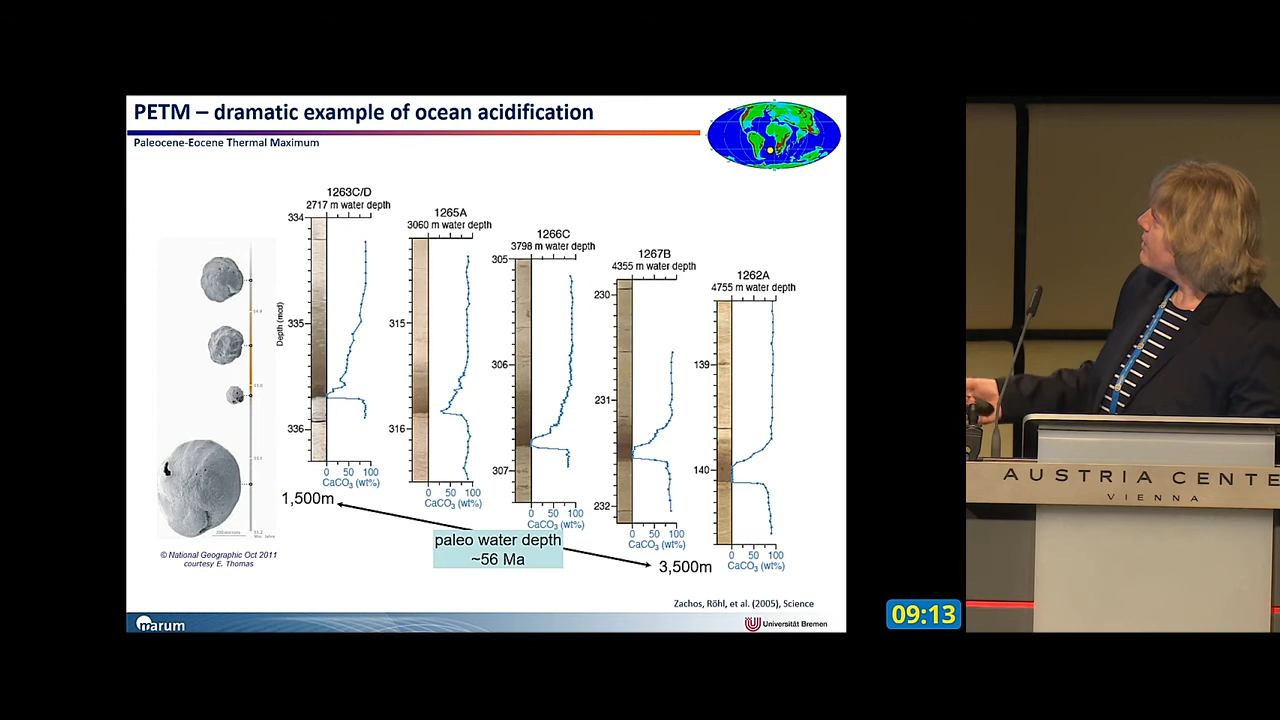 PETM – dramatic example of ocean acidification
Paleocene-Eocene Thermal Maximum
1263C/D
2717 m water depth
334
335
336
Depth (mcd)
0 50 100
CaCO3 (wt%)
1265A
3060 m water depth
315
316
0 50 100
CaCO3 (wt%)
1266C
3798 m water depth
305
306
307
0 50 100
CaCO3 (wt%)
1267B
4355 m water depth
230
231
232
0 50 100
CaCO3 (wt%)
1262A
4755 m water depth
139
140
0 50 100
CaCO3 (wt%)
1,500m
paleo water depth
~56 Ma
3,500m
© National Geographic Oct 2011
courtesy E. Thomas
Zachos, Röhl, et al. (2005), Science
marum
Universität Bremen
09:13
AUSTRIA CENTE
VIENNA